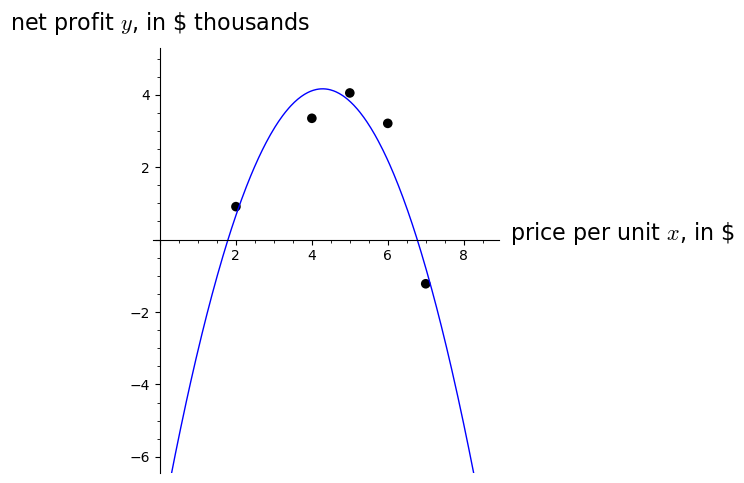 net profit y, in $ thousands
4
2
price per unit x, in $
2 4 6 8
−2
−4
−6